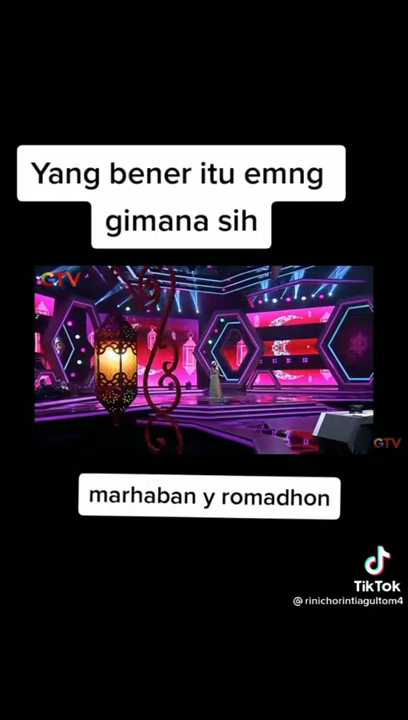 Yang bener itu emng
gimana sih
GTV
GTV
marhaban y romadhon
TikTok
@rinichorintiagultom4